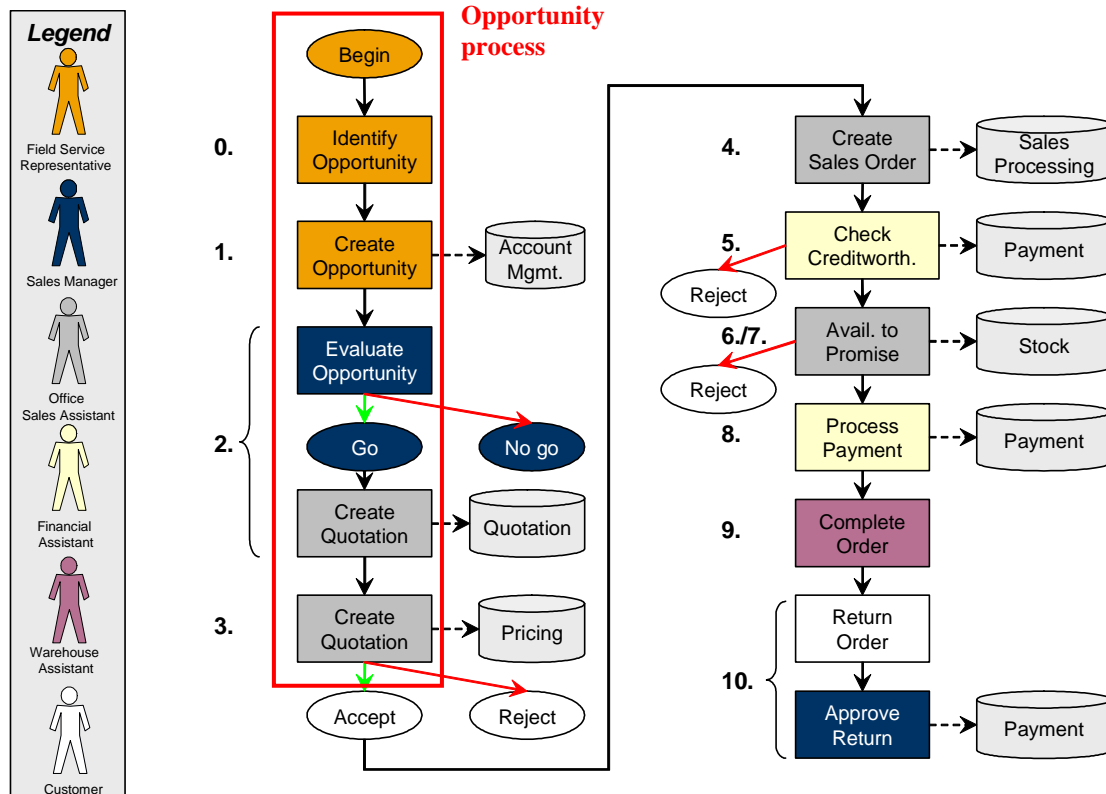 Legend
Field Service
Representative
Sales Manager
Office
Sales Assistant
Financial
Assistant
Warehouse
Assistant
Customer
Opportunity
process
Begin
0.
Identify
Opportunity
1.
Create
Opportunity
Account
Mgmt.
2.
Evaluate
Opportunity
Go
No go
Create
Quotation
Quotation
3.
Create
Quotation
Pricing
Accept
Reject
4.
Create
Sales Order
Sales
Processing
5.
Check
Creditworth.
Payment
Reject
6./7.
Avail. to
Promise
Stock
Reject
8.
Process
Payment
Payment
9.
Complete
Order
10.
Return
Order
Approve
Return
Payment